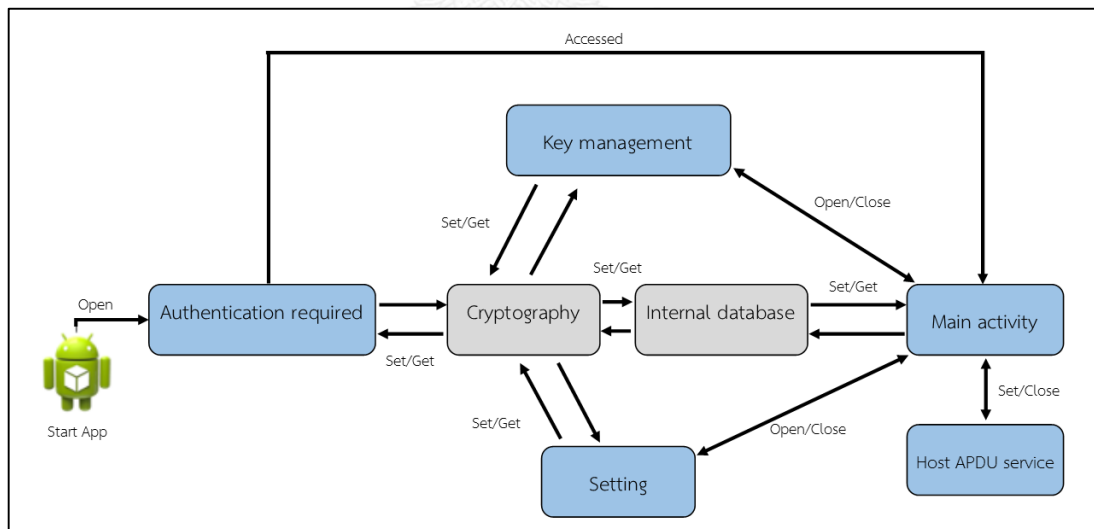 Accessed
Key management
Open/Close
Set/Get
Set/Get
Set/Get
Open
Authentication required
Cryptography
Internal database
Main activity
Set/Get
Set/Close
Start App
Set/Get
Open/Close
Setting
Host APDU service